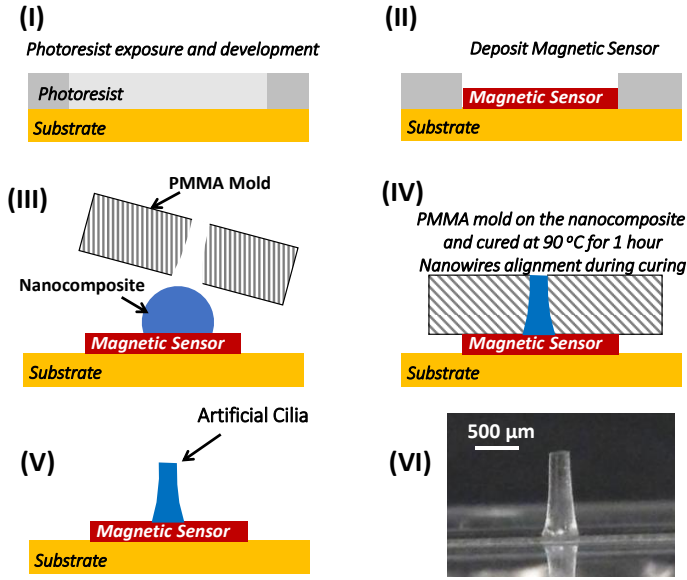 (I)
Photoresist exposure and development
Photoresist
Substrate
(II)
Deposit Magnetic Sensor
Magnetic Sensor
Substrate
(III)
PMMA Mold
Nanocomposite
Magnetic Sensor
Substrate
(IV)
PMMA mold on the nanocomposite
and cured at 90 ºC for 1 hour
Nanowires alignment during curing
Magnetic Sensor
Substrate
(V)
Artificial Cilia
Magnetic Sensor
Substrate
(VI)
500 µm